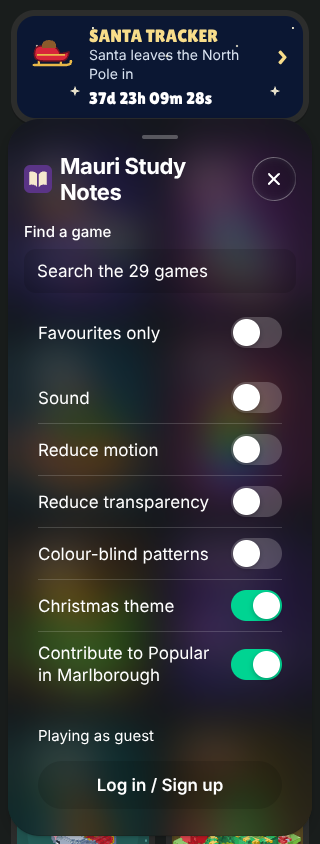 SANTA TRACKER
Santa leaves the North
Pole in
37d 23h 09m 28s
Mauri Study
Notes
Find a game
Search the 29 games
Favourites only
Sound
Reduce motion
Reduce transparency
Colour-blind patterns
Christmas theme
Contribute to Popular
in Marlborough
Playing as guest
Log in / Sign up